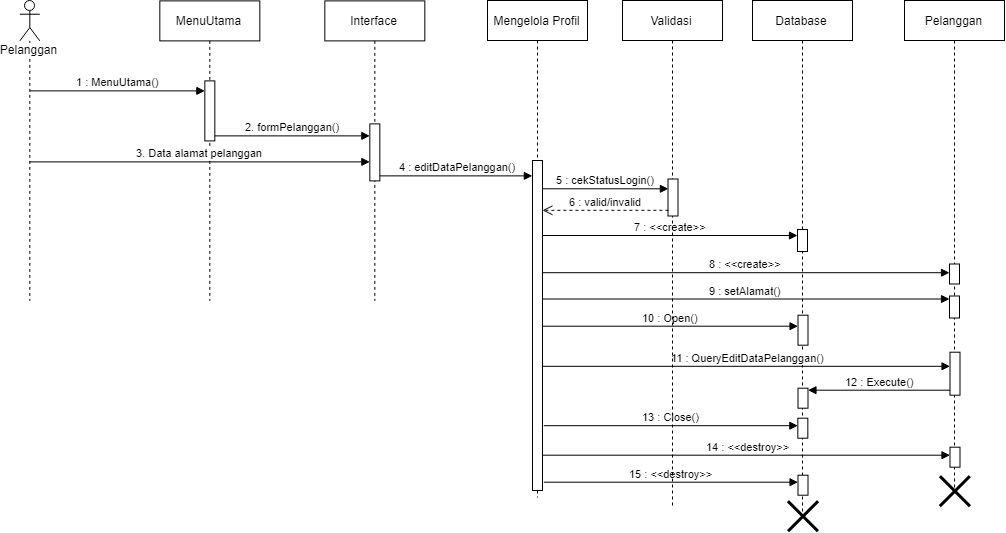 MenuUtama
Interface
Mengelola Profil
Validasi
Database
Pelanggan
Pelanggan
1 : MenuUtama()
2. formPelanggan()
3. Data alamat pelanggan
4 : editDataPelanggan()
5 : cekStatusLogin()
6 : valid/invalid
7 : <<create>>
8 : <<create>>
9 : setAlamat()
10 : Open()
11 : QueryEditDataPelanggan()
12 : Execute()
13 : Close()
14 : <<destroy>>
15 : <<destroy>>